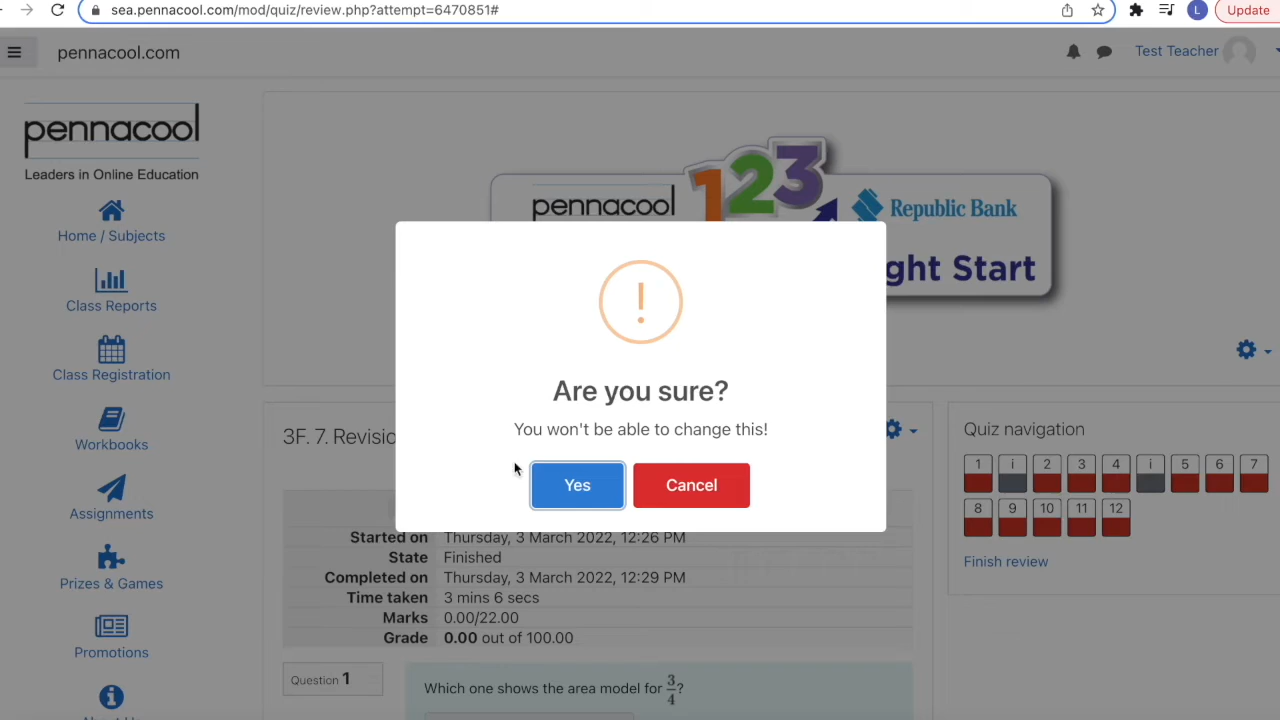 sea.pennacool.com/mod/quiz/review.php?attempt=6470851#
L
Update
pennacool.com
Test Teacher
pennacool
Leaders in Online Education
Home / Subjects
Class Reports
Class Registration
Workbooks
Assignments
Prizes & Games
Promotions
123
pennacool
Republic Bank
ght Start
Are you sure?
You won't be able to change this!
Yes
Cancel
3F. 7. Revisio
Started on Thursday, 3 March 2022, 12:26 PM
State Finished
Completed on Thursday, 3 March 2022, 12:29 PM
Time taken 3 mins 6 secs
Marks 0.00/22.00
Grade 0.00 out of 100.00
Question 1
Which one shows the area model for 3/4?
Quiz navigation
1 i 2 3 4 i 5 6 7
8 9 10 11 12
Finish review